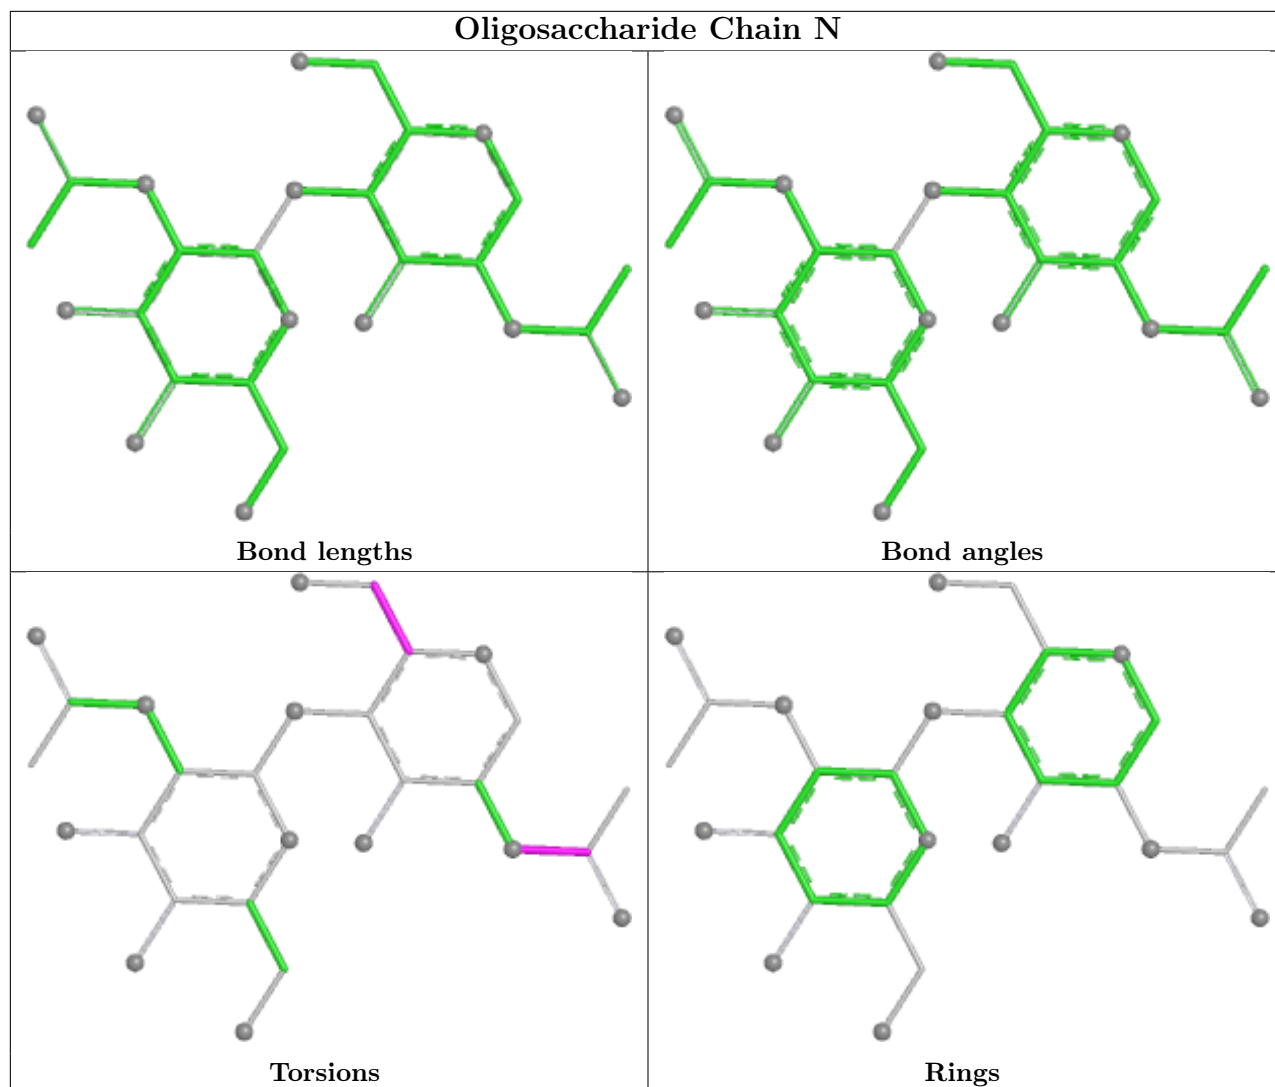 Oligosaccharide Chain N
Bond lengths
Bond angles
Torsions
Rings